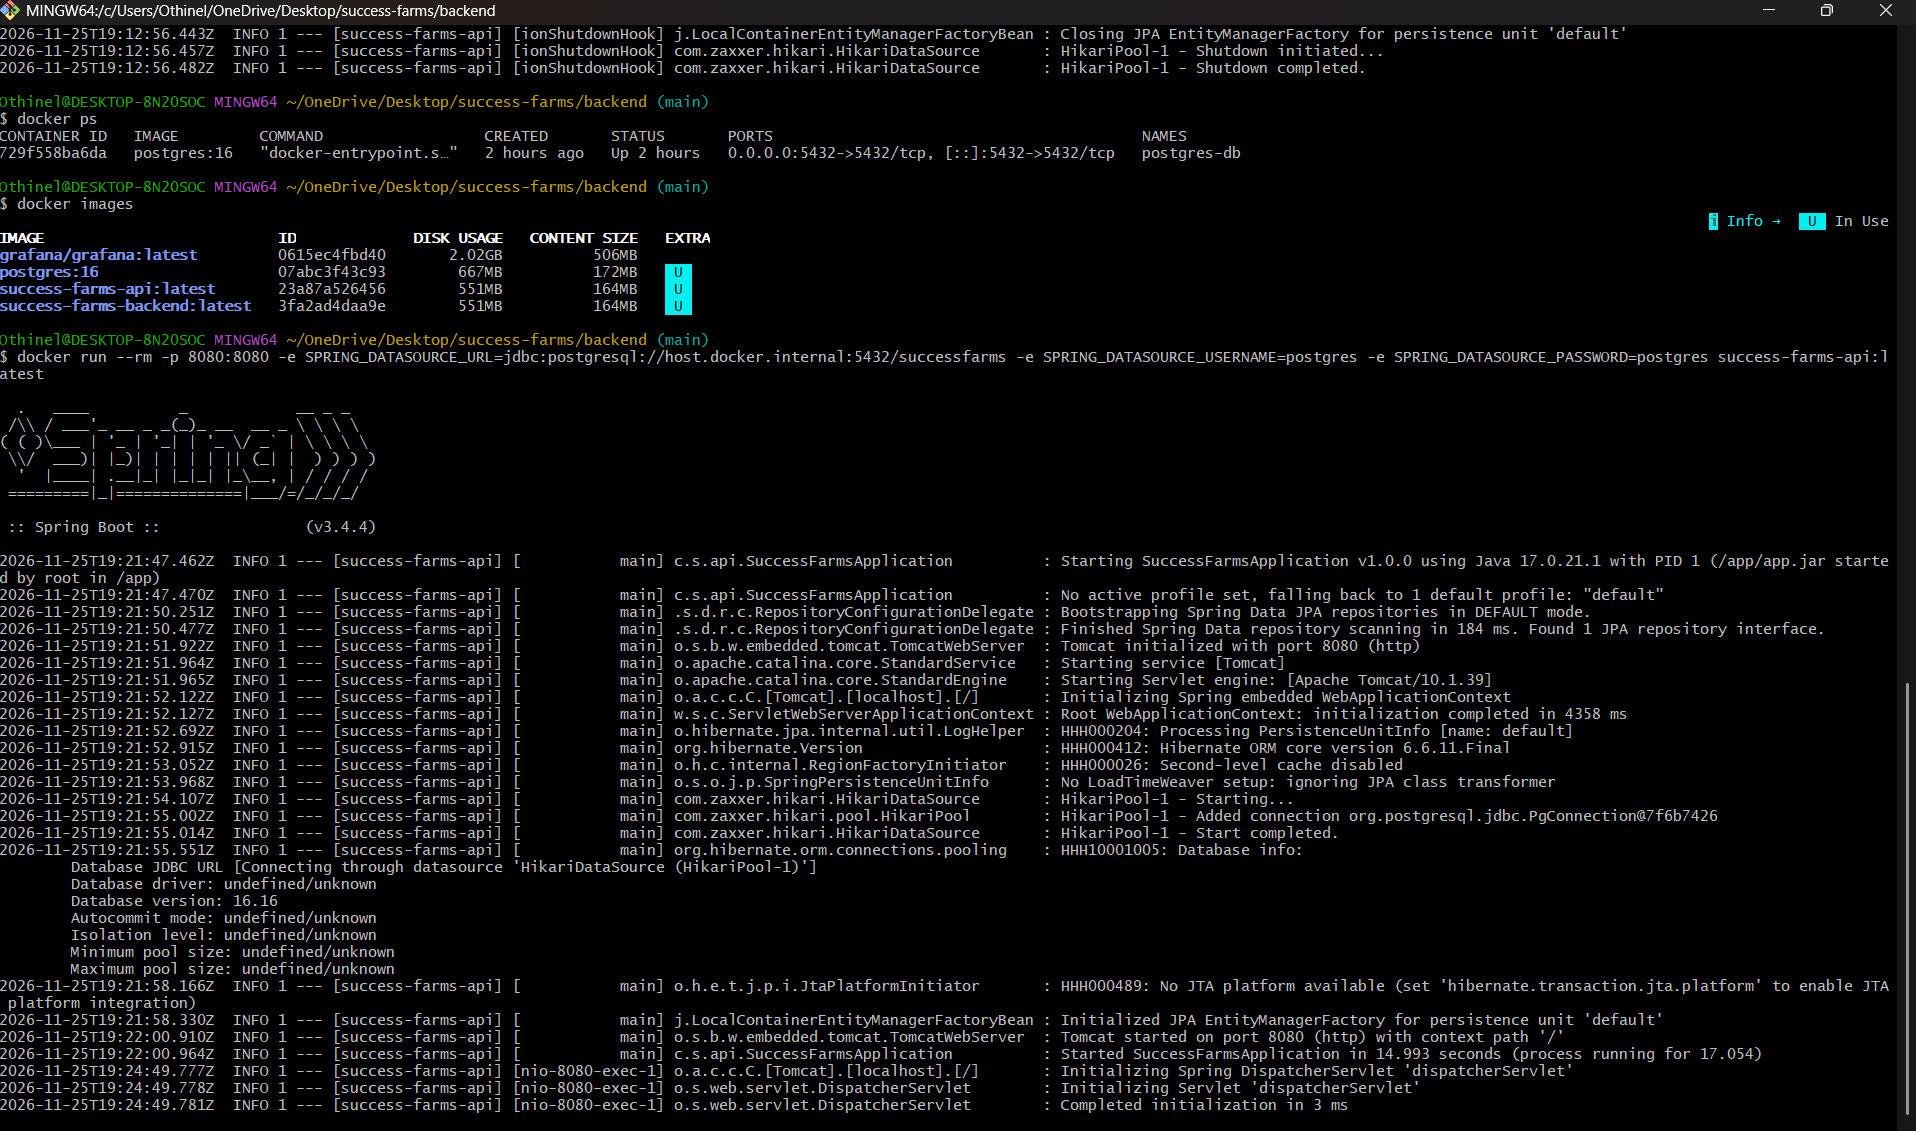 MINGW64:/c/Users/Othinel/OneDrive/Desktop/success-farms/backend
2026-11-25T19:12:56.443Z  INFO 1 --- [success-farms-api] [ionShutdownHook] j.LocalContainerEntityManagerFactoryBean : Closing JPA EntityManagerFactory for persistence unit 'default'
2026-11-25T19:12:56.457Z  INFO 1 --- [success-farms-api] [ionShutdownHook] com.zaxxer.hikari.HikariDataSource       : HikariPool-1 - Shutdown initiated...
2026-11-25T19:12:56.482Z  INFO 1 --- [success-farms-api] [ionShutdownHook] com.zaxxer.hikari.HikariDataSource       : HikariPool-1 - Shutdown completed.
Othinel@DESKTOP-8N2OSOC MINGW64 ~/OneDrive/Desktop/success-farms/backend (main)
$ docker ps
CONTAINER ID   IMAGE         COMMAND                  CREATED       STATUS       PORTS                                         NAMES
729f558ba6da   postgres:16   "docker-entrypoint.s…"   2 hours ago   Up 2 hours   0.0.0.0:5432->5432/tcp, [::]:5432->5432/tcp   postgres-db
Othinel@DESKTOP-8N2OSOC MINGW64 ~/OneDrive/Desktop/success-farms/backend (main)
$ docker images
i Info →   U  In Use
IMAGE                          ID             DISK USAGE   CONTENT SIZE   EXTRA
grafana/grafana:latest         0615ec4fbd40       2.02GB          506MB
postgres:16                    07abc3f43c93        667MB          172MB    U
success-farms-api:latest       23a87a526456        551MB          164MB    U
success-farms-backend:latest   3fa2ad4daa9e        551MB          164MB    U
Othinel@DESKTOP-8N2OSOC MINGW64 ~/OneDrive/Desktop/success-farms/backend (main)
$ docker run --rm -p 8080:8080 -e SPRING_DATASOURCE_URL=jdbc:postgresql://host.docker.internal:5432/successfarms -e SPRING_DATASOURCE_USERNAME=postgres -e SPRING_DATASOURCE_PASSWORD=postgres success-farms-api:l
atest
  .   ____          _            __ _ _
 /\\ / ___'_ __ _ _(_)_ __  __ _ \ \ \ \
( ( )\___ | '_ | '_| | '_ \/ _` | \ \ \ \
 \\/  ___)| |_)| | | | | || (_| |  ) ) ) )
  '  |____| .__|_| |_|_| |_\__, | / / / /
 =========|_|==============|___/=/_/_/_/
 :: Spring Boot ::                (v3.4.4)
2026-11-25T19:21:47.462Z  INFO 1 --- [success-farms-api] [           main] c.s.api.SuccessFarmsApplication          : Starting SuccessFarmsApplication v1.0.0 using Java 17.0.21.1 with PID 1 (/app/app.jar starte
d by root in /app)
2026-11-25T19:21:47.470Z  INFO 1 --- [success-farms-api] [           main] c.s.api.SuccessFarmsApplication          : No active profile set, falling back to 1 default profile: "default"
2026-11-25T19:21:50.251Z  INFO 1 --- [success-farms-api] [           main] .s.d.r.c.RepositoryConfigurationDelegate : Bootstrapping Spring Data JPA repositories in DEFAULT mode.
2026-11-25T19:21:50.477Z  INFO 1 --- [success-farms-api] [           main] .s.d.r.c.RepositoryConfigurationDelegate : Finished Spring Data repository scanning in 184 ms. Found 1 JPA repository interface.
2026-11-25T19:21:51.922Z  INFO 1 --- [success-farms-api] [           main] o.s.b.w.embedded.tomcat.TomcatWebServer  : Tomcat initialized with port 8080 (http)
2026-11-25T19:21:51.964Z  INFO 1 --- [success-farms-api] [           main] o.apache.catalina.core.StandardService   : Starting service [Tomcat]
2026-11-25T19:21:51.965Z  INFO 1 --- [success-farms-api] [           main] o.apache.catalina.core.StandardEngine    : Starting Servlet engine: [Apache Tomcat/10.1.39]
2026-11-25T19:21:52.122Z  INFO 1 --- [success-farms-api] [           main] o.a.c.c.C.[Tomcat].[localhost].[/]       : Initializing Spring embedded WebApplicationContext
2026-11-25T19:21:52.127Z  INFO 1 --- [success-farms-api] [           main] w.s.c.ServletWebServerApplicationContext : Root WebApplicationContext: initialization completed in 4358 ms
2026-11-25T19:21:52.692Z  INFO 1 --- [success-farms-api] [           main] o.hibernate.jpa.internal.util.LogHelper  : HHH000204: Processing PersistenceUnitInfo [name: default]
2026-11-25T19:21:52.915Z  INFO 1 --- [success-farms-api] [           main] org.hibernate.Version                    : HHH000412: Hibernate ORM core version 6.6.11.Final
2026-11-25T19:21:53.052Z  INFO 1 --- [success-farms-api] [           main] o.h.c.internal.RegionFactoryInitiator    : HHH000026: Second-level cache disabled
2026-11-25T19:21:53.968Z  INFO 1 --- [success-farms-api] [           main] o.s.o.j.p.SpringPersistenceUnitInfo      : No LoadTimeWeaver setup: ignoring JPA class transformer
2026-11-25T19:21:54.107Z  INFO 1 --- [success-farms-api] [           main] com.zaxxer.hikari.HikariDataSource       : HikariPool-1 - Starting...
2026-11-25T19:21:55.002Z  INFO 1 --- [success-farms-api] [           main] com.zaxxer.hikari.pool.HikariPool        : HikariPool-1 - Added connection org.postgresql.jdbc.PgConnection@7f6b7426
2026-11-25T19:21:55.014Z  INFO 1 --- [success-farms-api] [           main] com.zaxxer.hikari.HikariDataSource       : HikariPool-1 - Start completed.
2026-11-25T19:21:55.551Z  INFO 1 --- [success-farms-api] [           main] org.hibernate.orm.connections.pooling    : HHH10001005: Database info:
        Database JDBC URL [Connecting through datasource 'HikariDataSource (HikariPool-1)']
        Database driver: undefined/unknown
        Database version: 16.16
        Autocommit mode: undefined/unknown
        Isolation level: undefined/unknown
        Minimum pool size: undefined/unknown
        Maximum pool size: undefined/unknown
2026-11-25T19:21:58.166Z  INFO 1 --- [success-farms-api] [           main] o.h.e.t.j.p.i.JtaPlatformInitiator       : HHH000489: No JTA platform available (set 'hibernate.transaction.jta.platform' to enable JTA
 platform integration)
2026-11-25T19:21:58.330Z  INFO 1 --- [success-farms-api] [           main] j.LocalContainerEntityManagerFactoryBean : Initialized JPA EntityManagerFactory for persistence unit 'default'
2026-11-25T19:22:00.910Z  INFO 1 --- [success-farms-api] [           main] o.s.b.w.embedded.tomcat.TomcatWebServer  : Tomcat started on port 8080 (http) with context path '/'
2026-11-25T19:22:00.964Z  INFO 1 --- [success-farms-api] [           main] c.s.api.SuccessFarmsApplication          : Started SuccessFarmsApplication in 14.993 seconds (process running for 17.054)
2026-11-25T19:24:49.777Z  INFO 1 --- [success-farms-api] [nio-8080-exec-1] o.a.c.c.C.[Tomcat].[localhost].[/]       : Initializing Spring DispatcherServlet 'dispatcherServlet'
2026-11-25T19:24:49.778Z  INFO 1 --- [success-farms-api] [nio-8080-exec-1] o.s.web.servlet.DispatcherServlet        : Initializing Servlet 'dispatcherServlet'
2026-11-25T19:24:49.781Z  INFO 1 --- [success-farms-api] [nio-8080-exec-1] o.s.web.servlet.DispatcherServlet        : Completed initialization in 3 ms